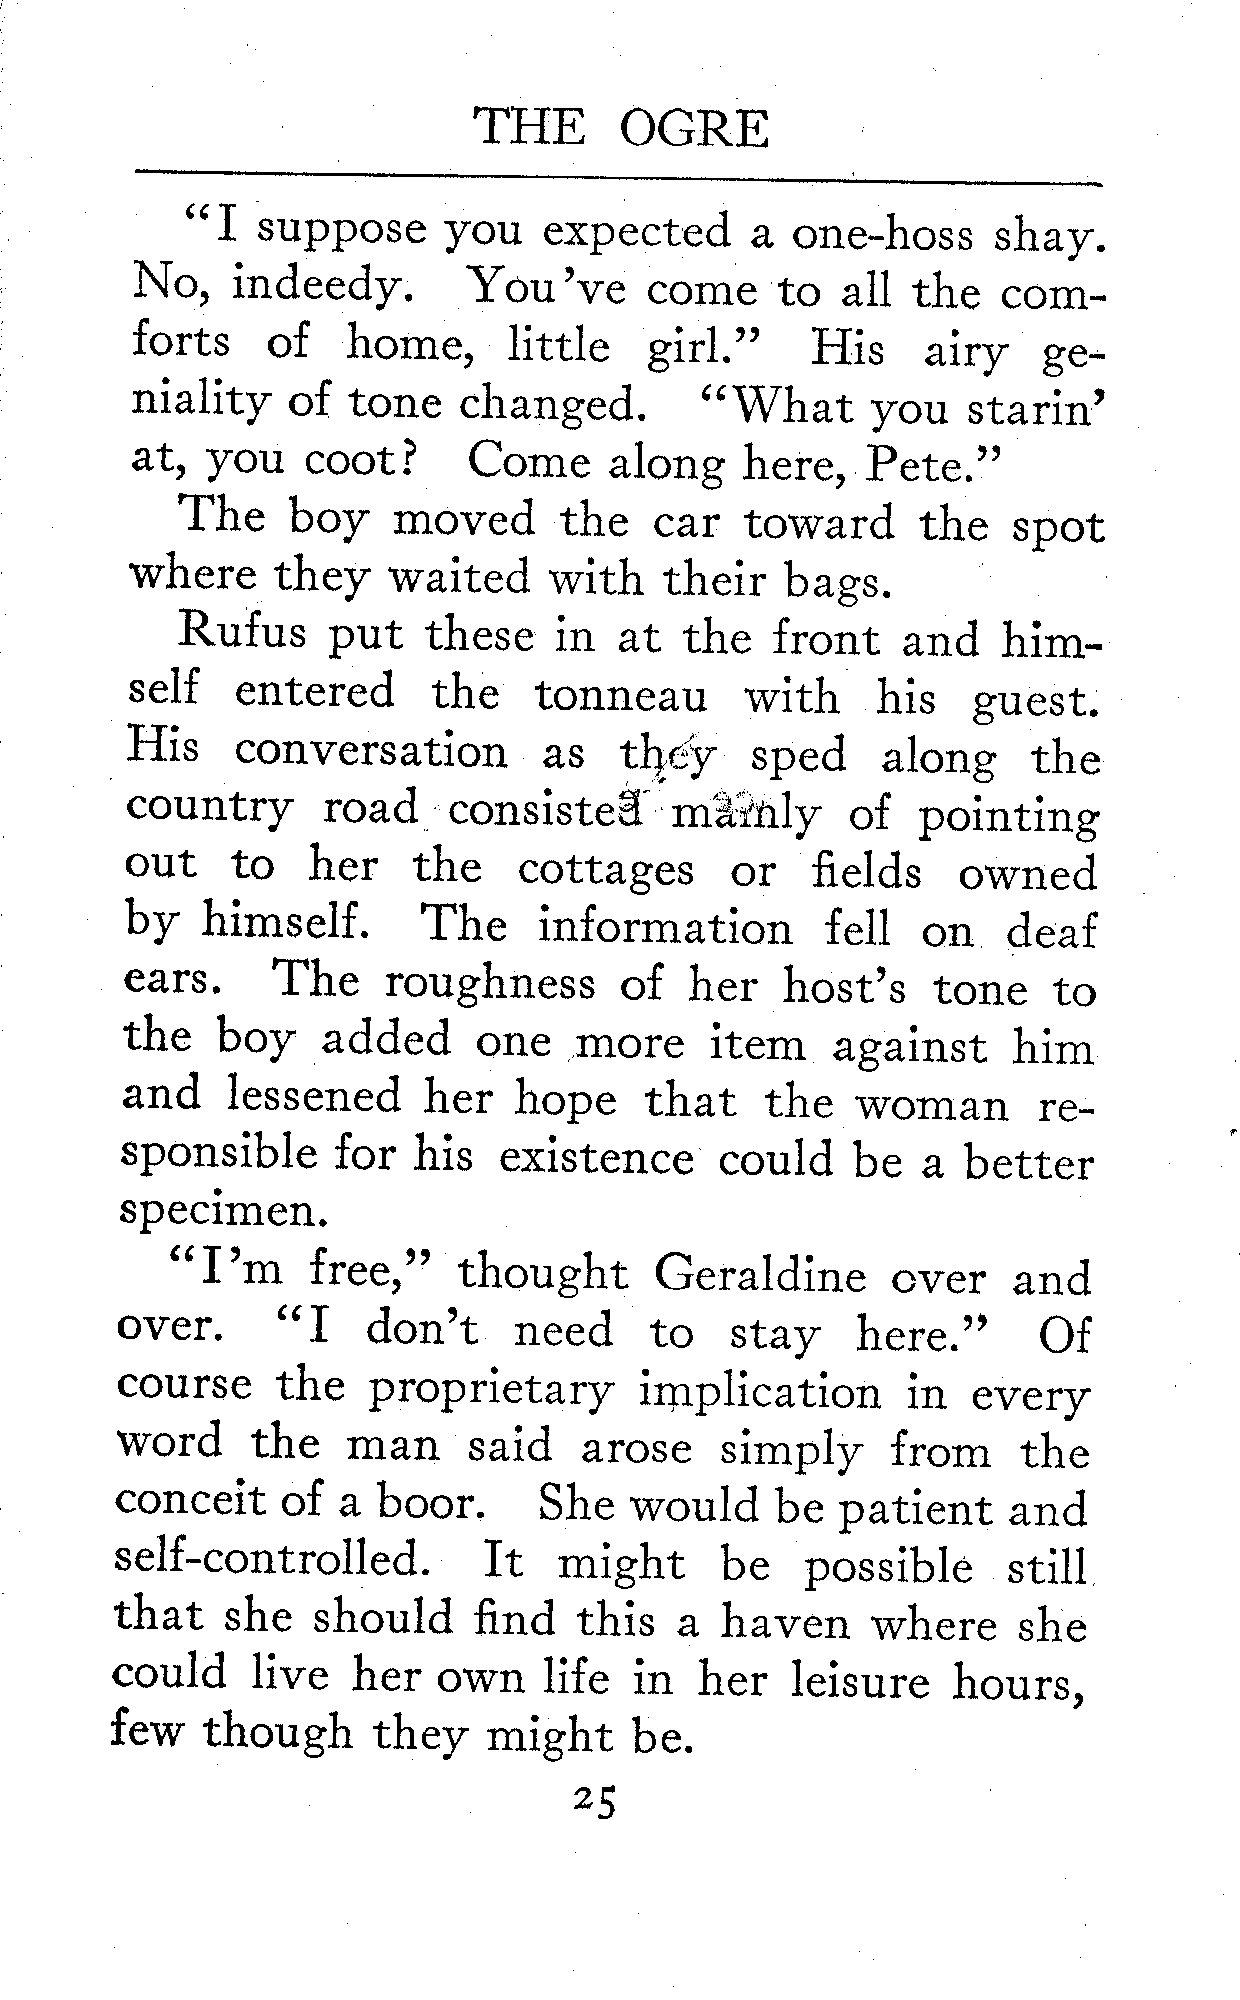 THE OGRE
"I suppose you expected a one-hoss shay.
No, indeedy. You've come to all the com-
forts of home, little girl." His airy ge-
niality of tone changed. "What you starin'
at, you coot? Come along here, Pete."
The boy moved the car toward the spot
where they waited with their bags.
Rufus put these in at the front and him-
self entered the tonneau with his guest.
His conversation as they sped along the
country road consisted mainly of pointing
out to her the cottages or fields owned
by himself. The information fell on deaf
ears. The roughness of her host's tone to
the boy added one more item against him
and lessened her hope that the woman re-
sponsible for his existence could be a better
specimen.
"I'm free," thought Geraldine over and
over. "I don't need to stay here." Of
course the proprietary implication in every
word the man said arose simply from the
conceit of a boor. She would be patient and
self-controlled. It might be possible still
that she should find this a haven where she
could live her own life in her leisure hours,
few though they might be.
25